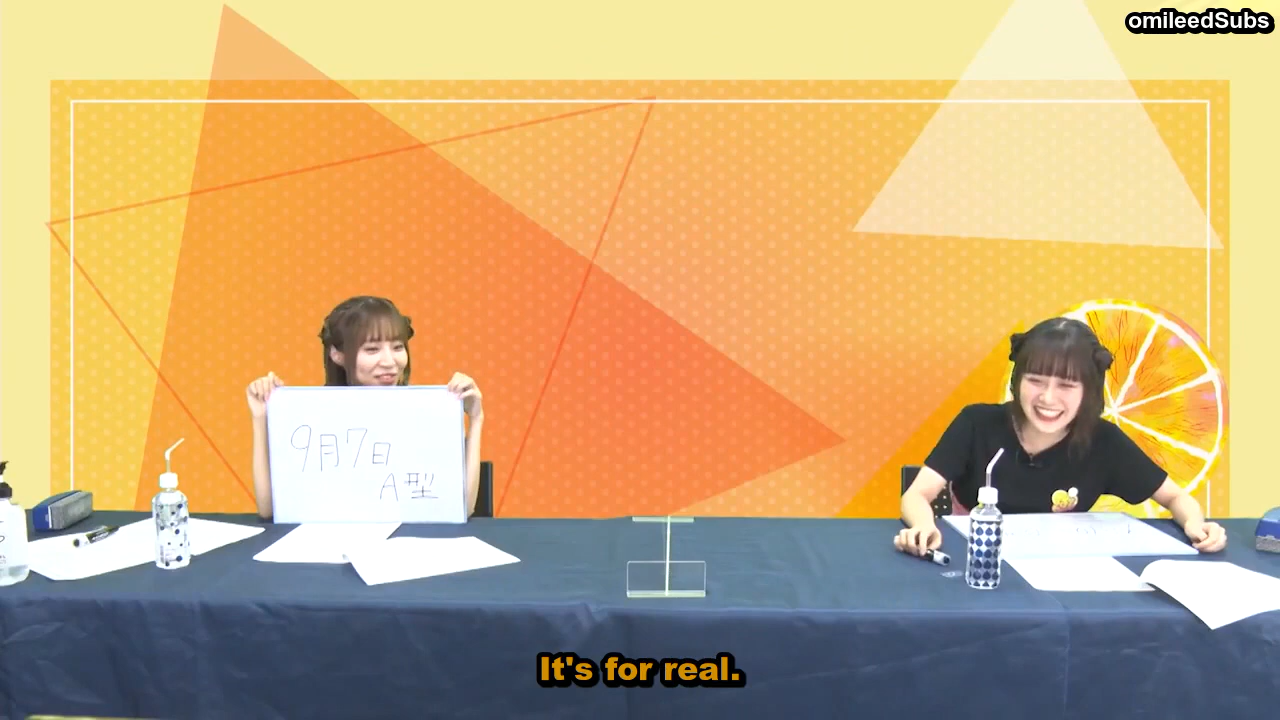 omileedSubs
9月7日
A型
It's for real.